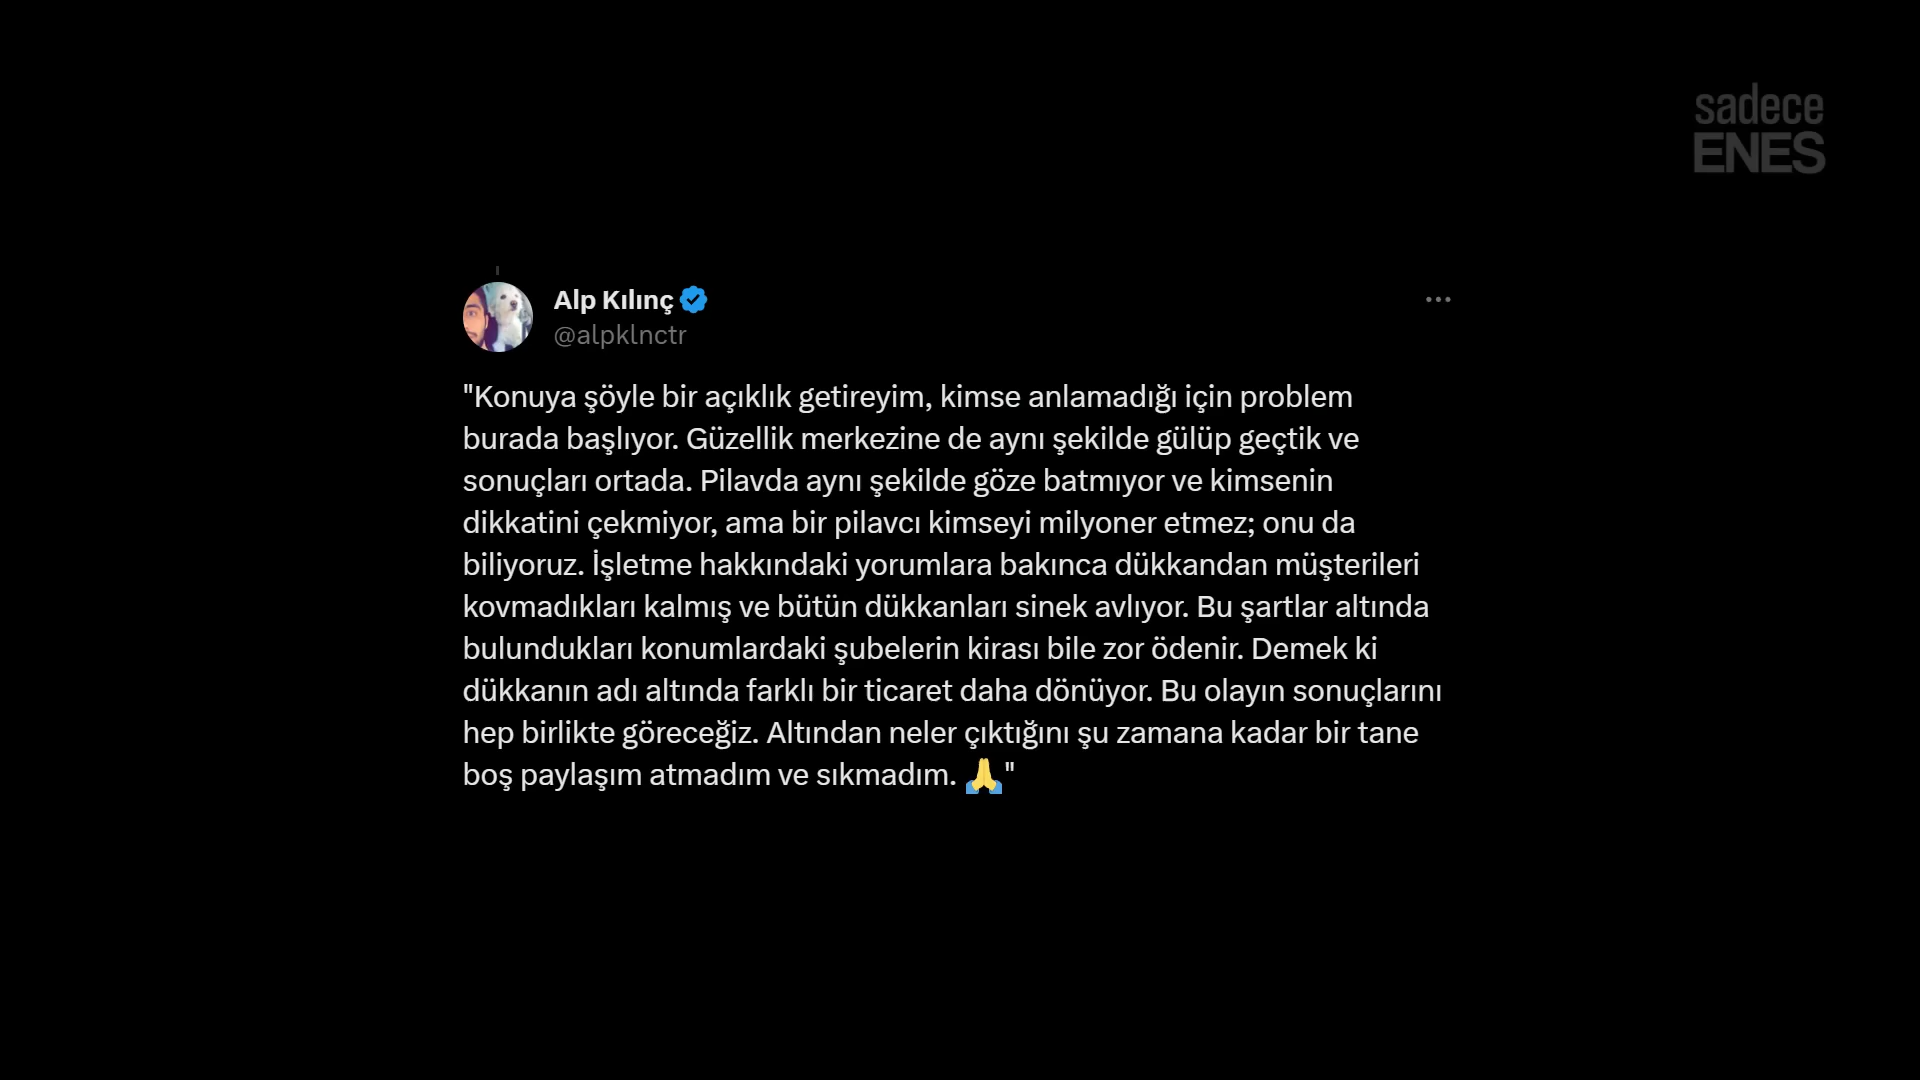 sadece
ENES
Alp Kılınç
@alpklnctr
"Konuya şöyle bir açıklık getireyim, kimse anlamadığı için problem
burada başlıyor. Güzellik merkezine de aynı şekilde gülüp geçtik ve
sonuçları ortada. Pilavda aynı şekilde göze batmıyor ve kimsenin
dikkatini çekmiyor, ama bir pilavcı kimseyi milyoner etmez; onu da
biliyoruz. İşletme hakkındaki yorumlara bakınca dükkandan müşterileri
kovmadıkları kalmış ve bütün dükkanları sinek avlıyor. Bu şartlar altında
bulundukları konumlardaki şubelerin kirası bile zor ödenir. Demek ki
dükkanın adı altında farklı bir ticaret daha dönüyor. Bu olayın sonuçlarını
hep birlikte göreceğiz. Altından neler çıktığını şu zamana kadar bir tane
boş paylaşım atmadım ve sıkmadım. 🙏"